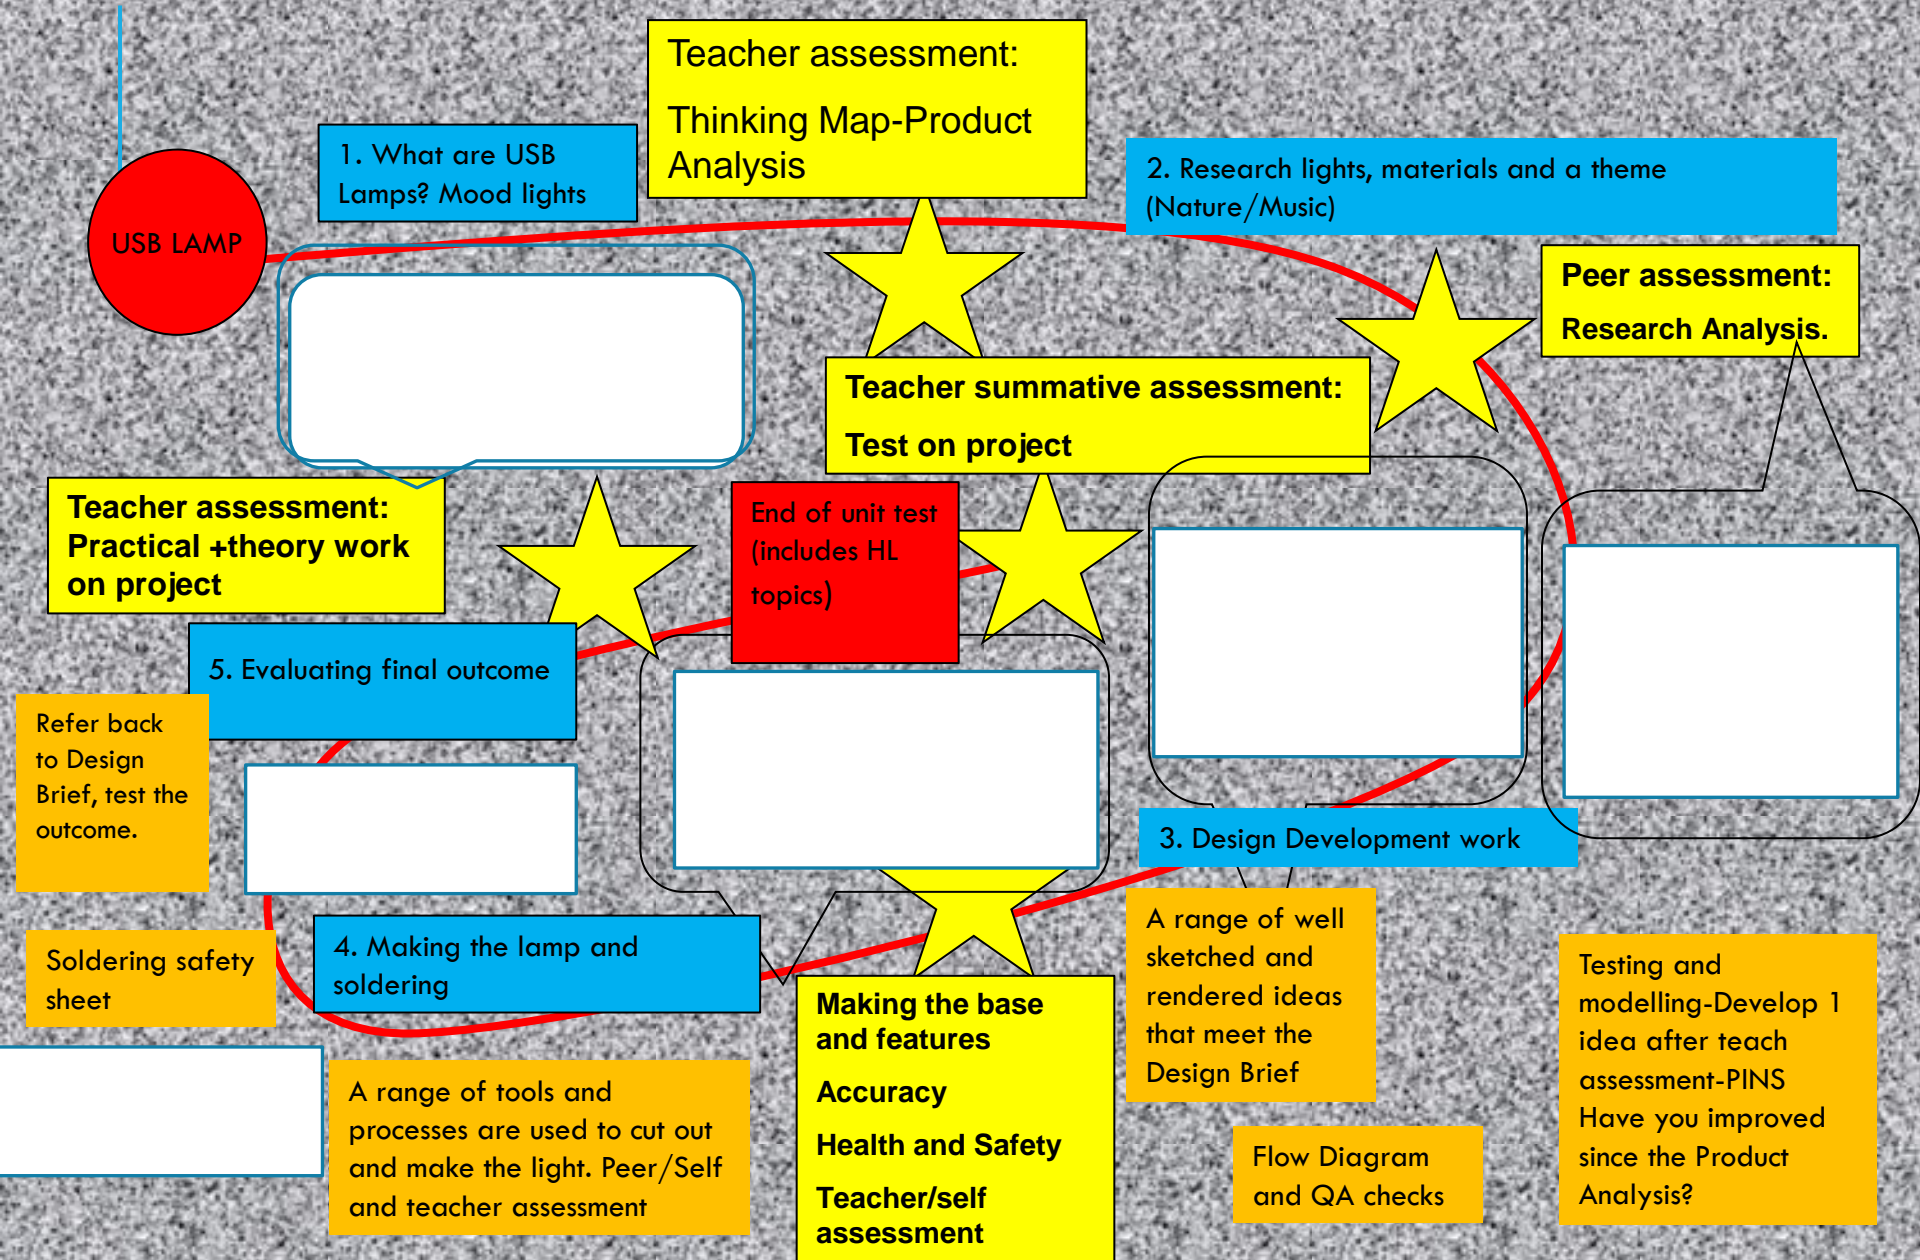 USB LAMP
1. What are USB
Lamps? Mood lights
Teacher assessment:
Thinking Map-Product
Analysis
2. Research lights, materials and a theme
(Nature/Music)
Peer assessment:
Research Analysis.
Teacher summative assessment:
Test on project
Teacher assessment:
Practical +theory work
on project
End of unit test
(includes HL
topics)
5. Evaluating final outcome
Refer back
to Design
Brief, test the
outcome.
3. Design Development work
A range of well
sketched and
rendered ideas
that meet the
Design Brief
Soldering safety
sheet
4. Making the lamp and
soldering
Testing and
modelling-Develop 1
idea after teach
assessment-PINS
Have you improved
since the Product
Analysis?
Making the base
and features
Accuracy
Health and Safety
Teacher/self
assessment
A range of tools and
processes are used to cut out
and make the light. Peer/Self
and teacher assessment
Flow Diagram
and QA checks